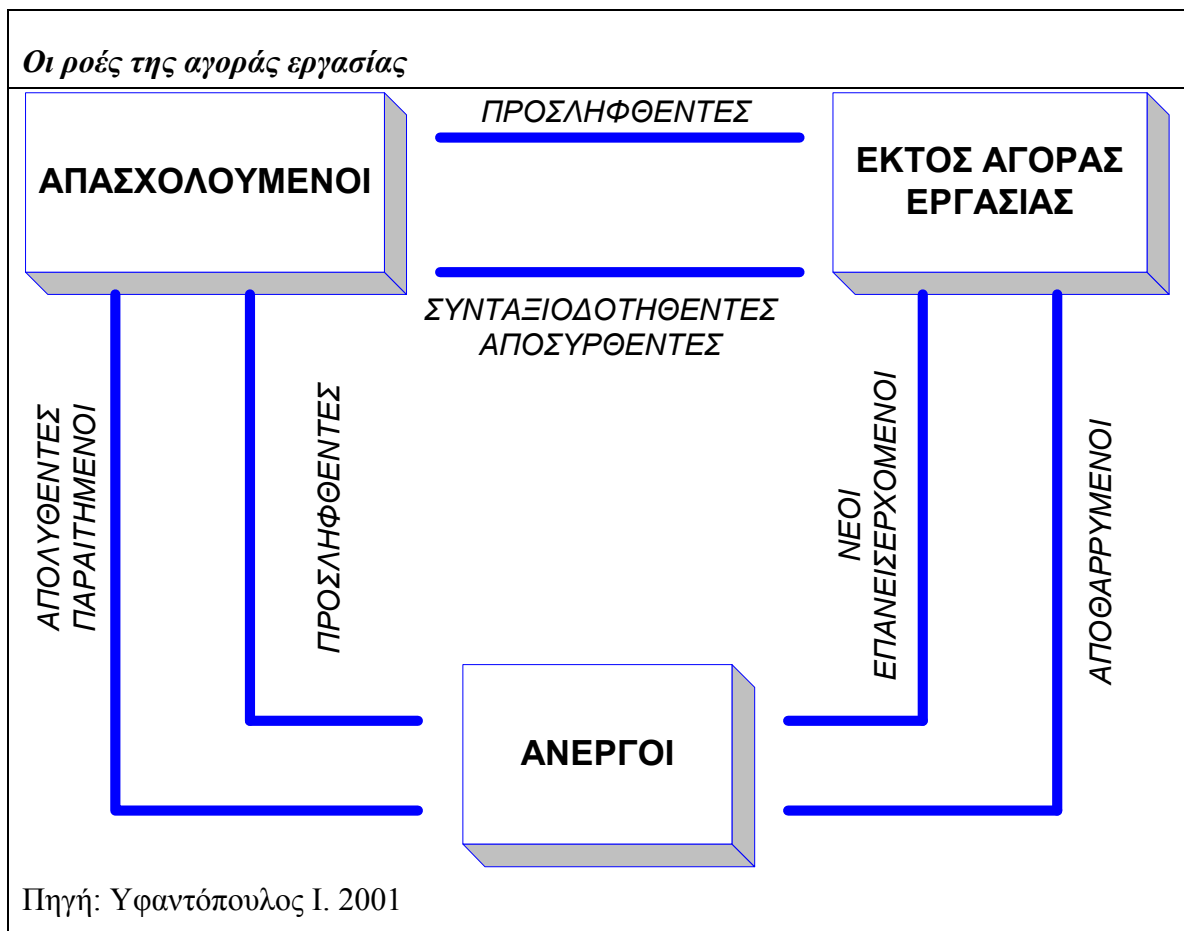 Οι ροές της αγοράς εργασίας
ΠΡΟΣΛΗΦΘΕΝΤΕΣ
ΑΠΑΣΧΟΛΟΥΜΕΝΟΙ
ΕΚΤΟΣ ΑΓΟΡΑΣ
ΕΡΓΑΣΙΑΣ
ΣΥΝΤΑΞΙΟΔΟΤΗΘΕΝΤΕΣ
ΑΠΟΣΥΡΘΕΝΤΕΣ
ΑΠΟΛΥΘΕΝΤΕΣ
ΠΑΡΑΙΤΗΜΕΝΟΙ
ΠΡΟΣΛΗΦΘΕΝΤΕΣ
ΝΕΟΙ
ΕΠΑΝΕΙΣΕΡΧΟΜΕΝΟΙ
ΑΠΟΘΑΡΡΥΜΕΝΟΙ
ΑΝΕΡΓΟΙ
Πηγή: Υφαντόπουλος Ι. 2001